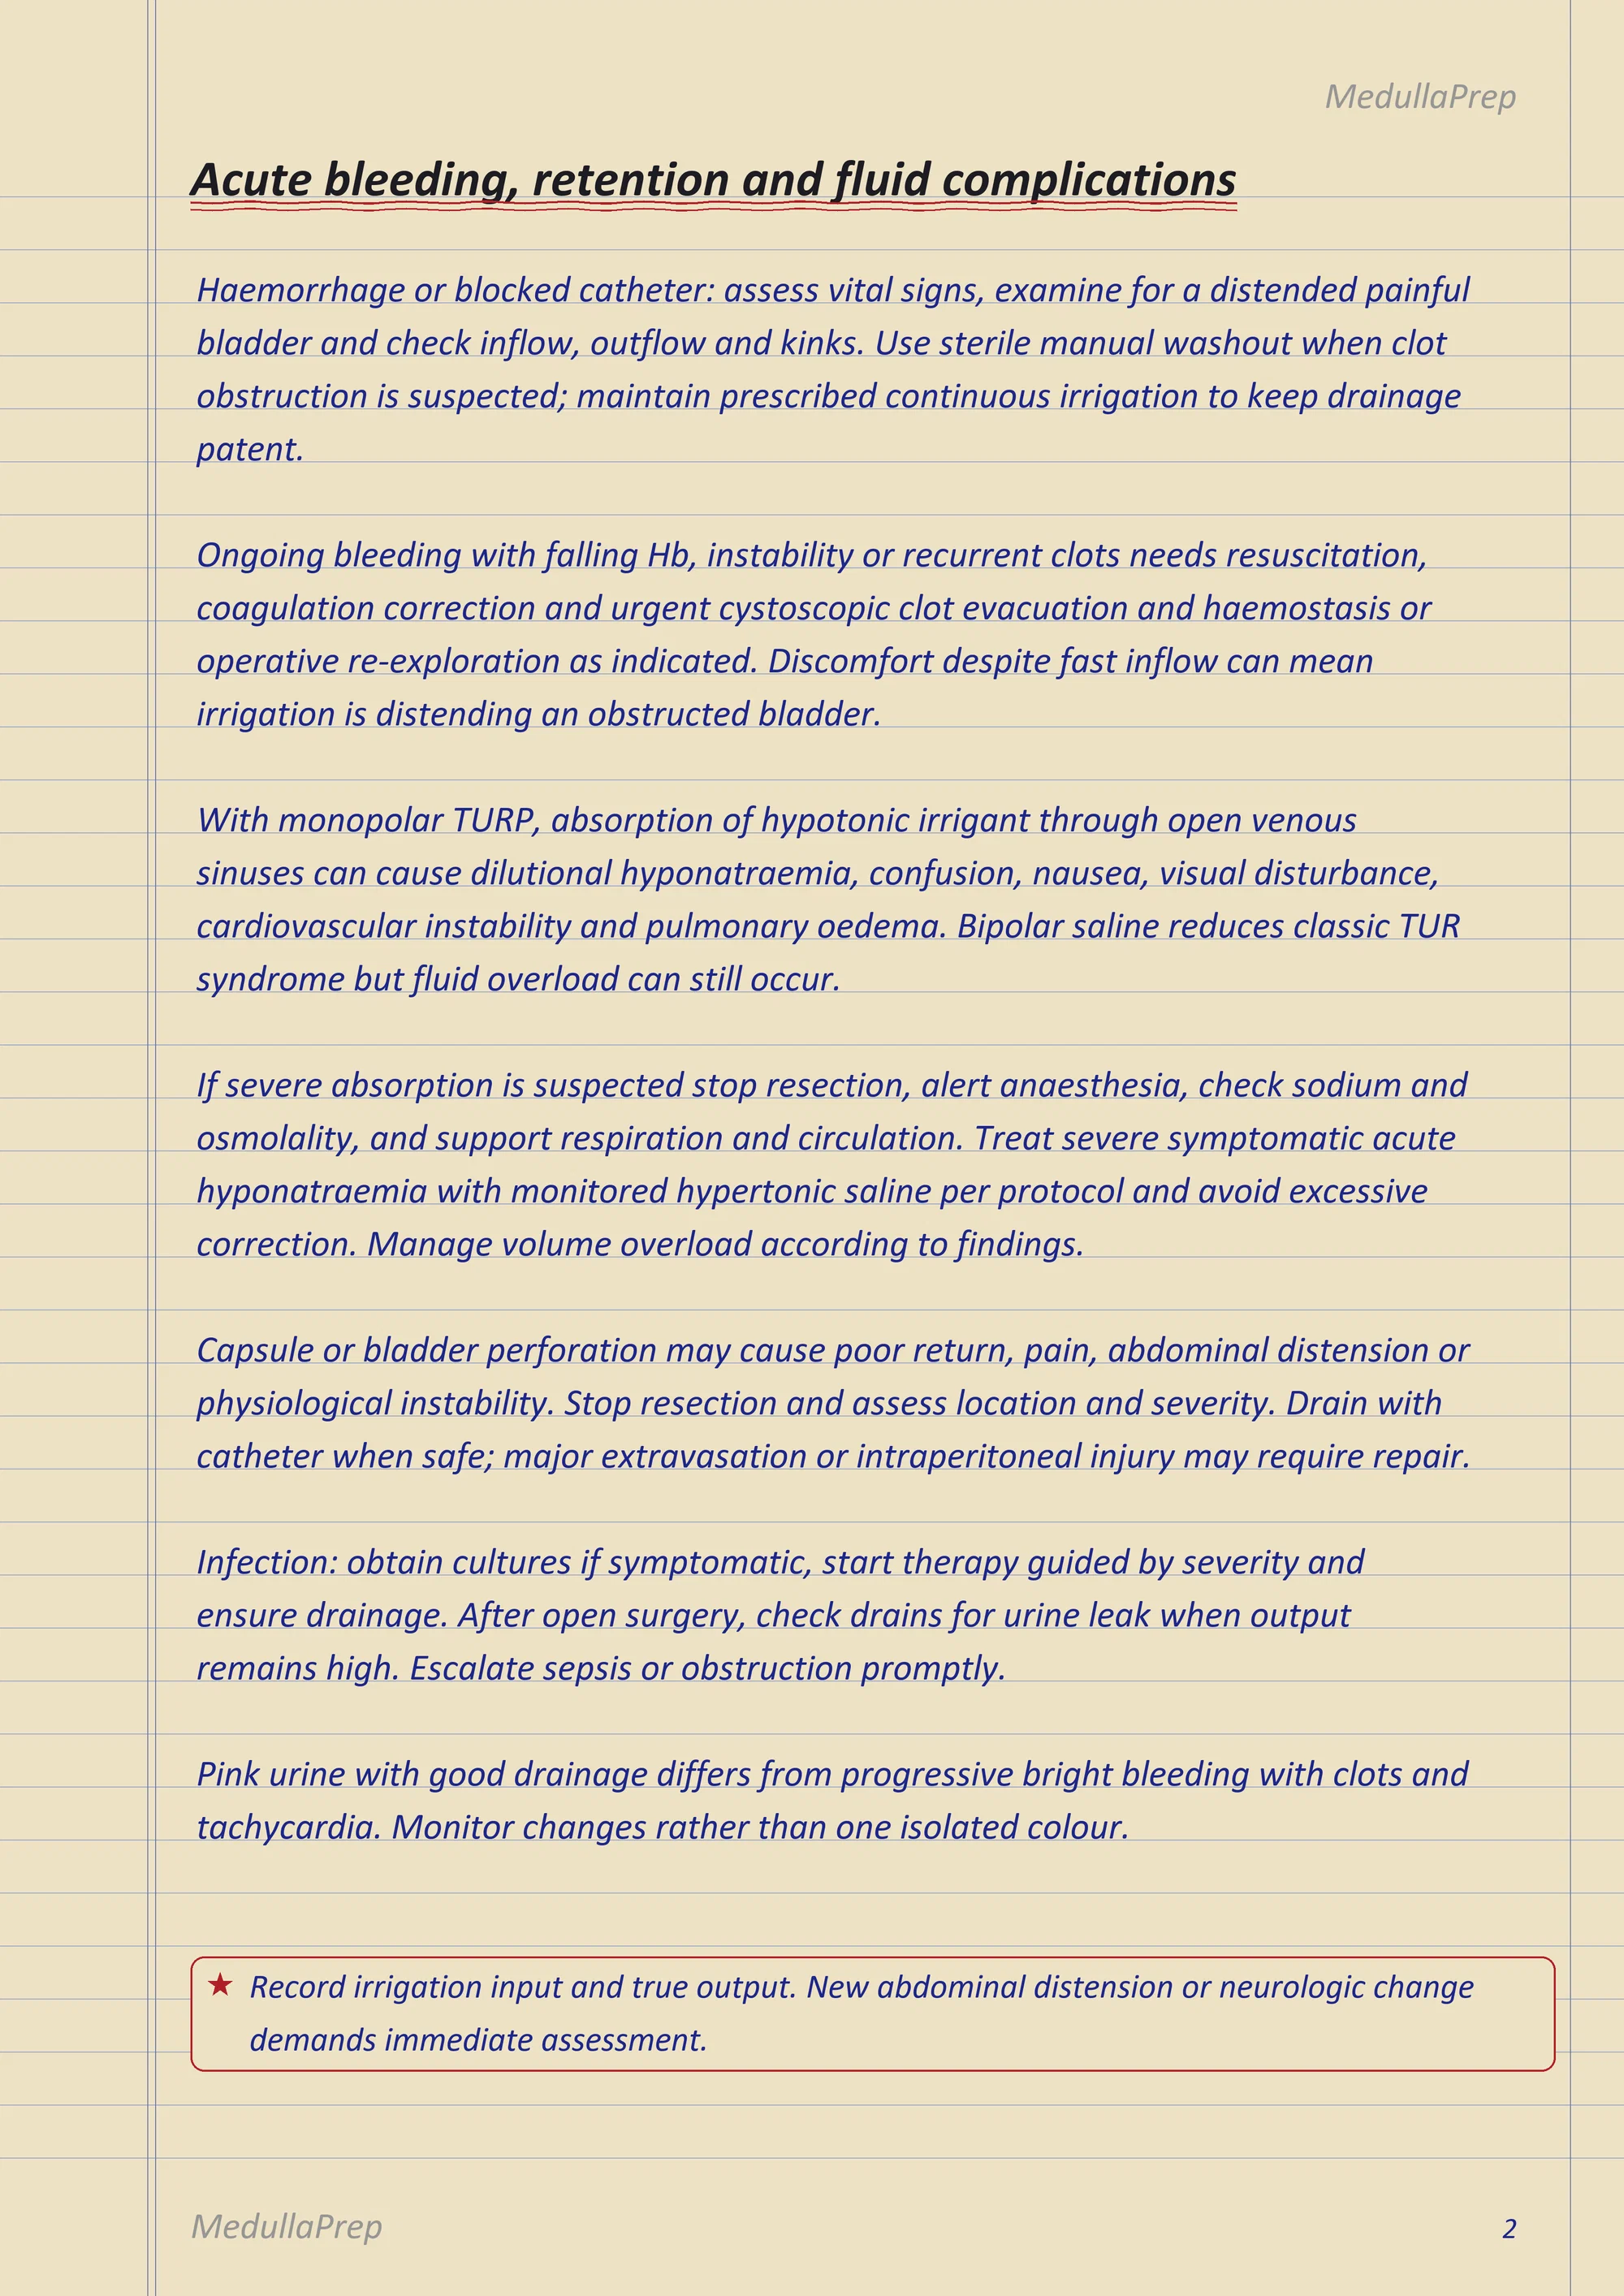 MedullaPrep
Acute bleeding, retention and fluid complications
Haemorrhage or blocked catheter: assess vital signs, examine for a distended painful
bladder and check inflow, outflow and kinks. Use sterile manual washout when clot
obstruction is suspected; maintain prescribed continuous irrigation to keep drainage
patent.
Ongoing bleeding with falling Hb, instability or recurrent clots needs resuscitation,
coagulation correction and urgent cystoscopic clot evacuation and haemostasis or
operative re-exploration as indicated. Discomfort despite fast inflow can mean
irrigation is distending an obstructed bladder.
With monopolar TURP, absorption of hypotonic irrigant through open venous
sinuses can cause dilutional hyponatraemia, confusion, nausea, visual disturbance,
cardiovascular instability and pulmonary oedema. Bipolar saline reduces classic TUR
syndrome but fluid overload can still occur.
If severe absorption is suspected stop resection, alert anaesthesia, check sodium and
osmolality, and support respiration and circulation. Treat severe symptomatic acute
hyponatraemia with monitored hypertonic saline per protocol and avoid excessive
correction. Manage volume overload according to findings.
Capsule or bladder perforation may cause poor return, pain, abdominal distension or
physiological instability. Stop resection and assess location and severity. Drain with
catheter when safe; major extravasation or intraperitoneal injury may require repair.
Infection: obtain cultures if symptomatic, start therapy guided by severity and
ensure drainage. After open surgery, check drains for urine leak when output
remains high. Escalate sepsis or obstruction promptly.
Pink urine with good drainage differs from progressive bright bleeding with clots and
tachycardia. Monitor changes rather than one isolated colour.
★ Record irrigation input and true output. New abdominal distension or neurologic change
demands immediate assessment.
MedullaPrep
2